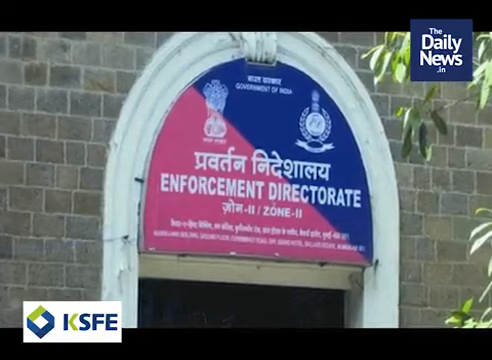 The
Daily
News
.in
भारत सरकार
GOVERNMENT OF INDIA
प्रवर्तन निदेशालय
ENFORCEMENT DIRECTORATE
ज़ोन-II / ZONE-II
KSFE